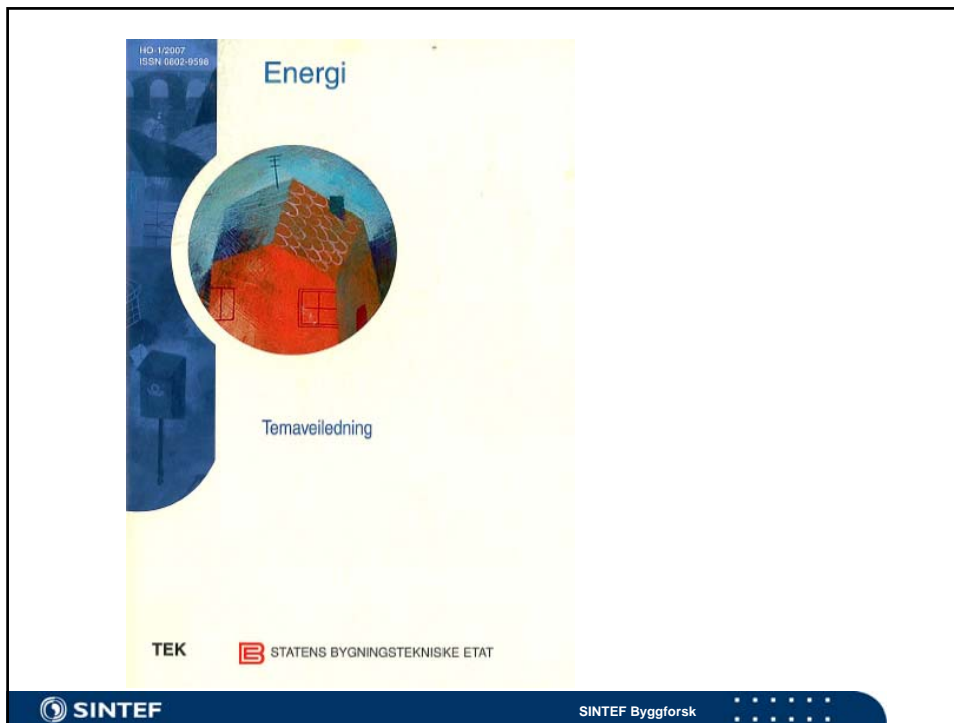 HO-1/2007
ISSN 0802-9598
Energi
Temaveiledning
TEK
STATENS BYGNINGSTEKNISKE ETAT
SINTEF
SINTEF Byggforsk